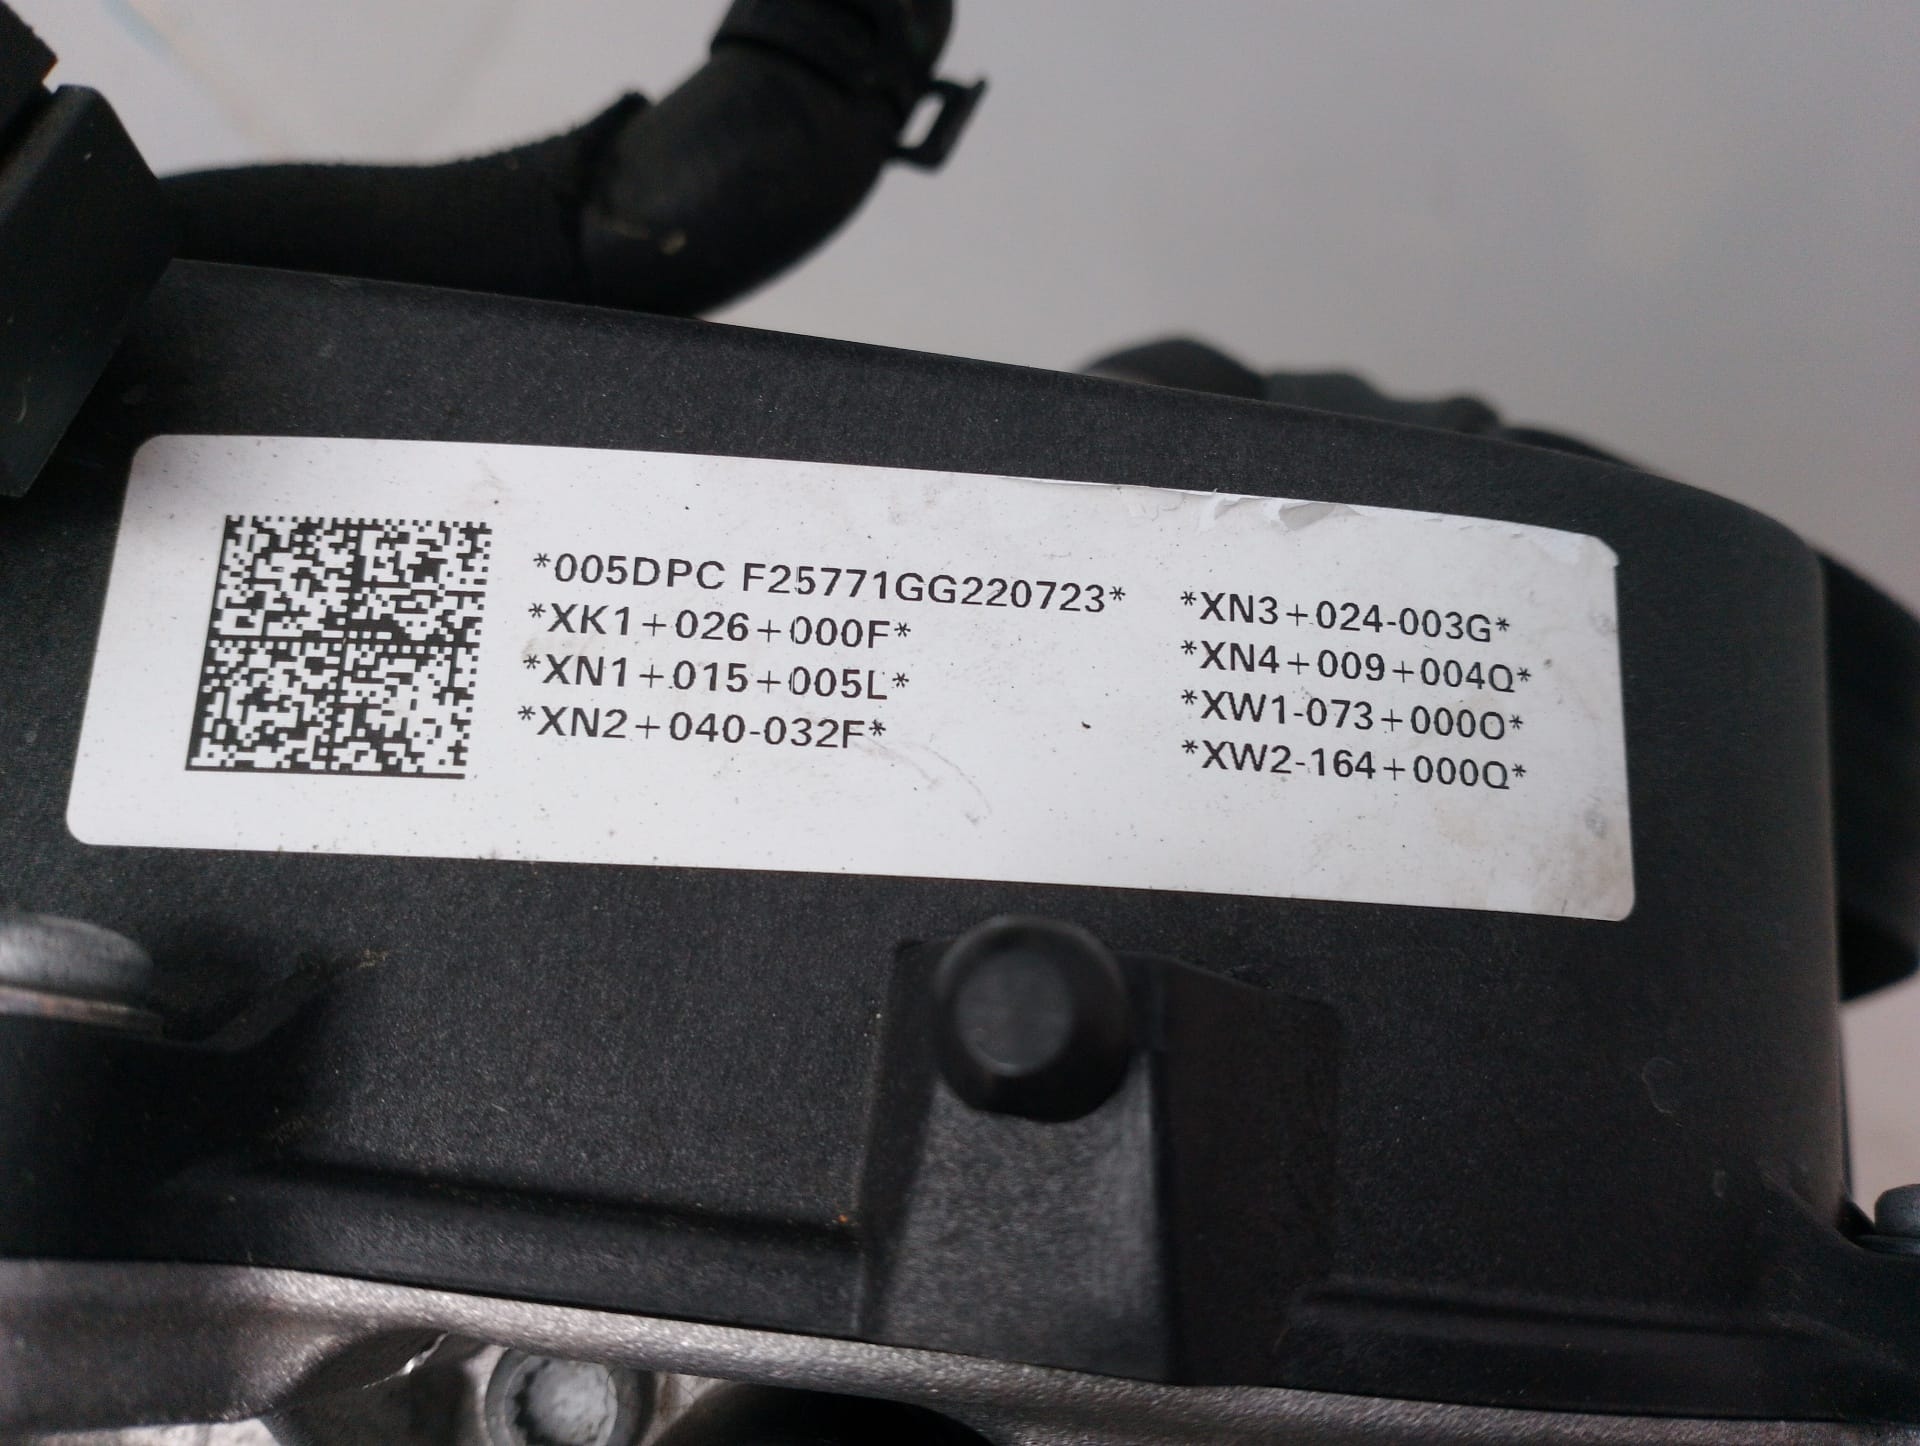 *005DPC F25771GG220723*
*XK1+026+000F*
*XN1+015+005L*
*XN2+040-032F*
*XN3+024-003G*
*XN4+009+004Q*
*XW1-073+000O*
*XW2-164+000Q*